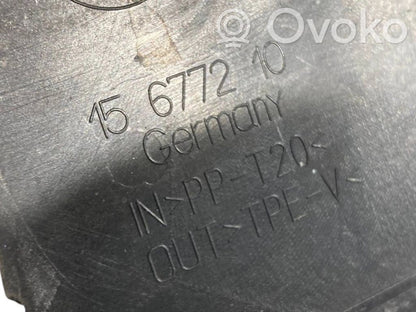 Ovoko
15 6772 10
Germany
IN>PP-T20<
OUT>TPE-V<